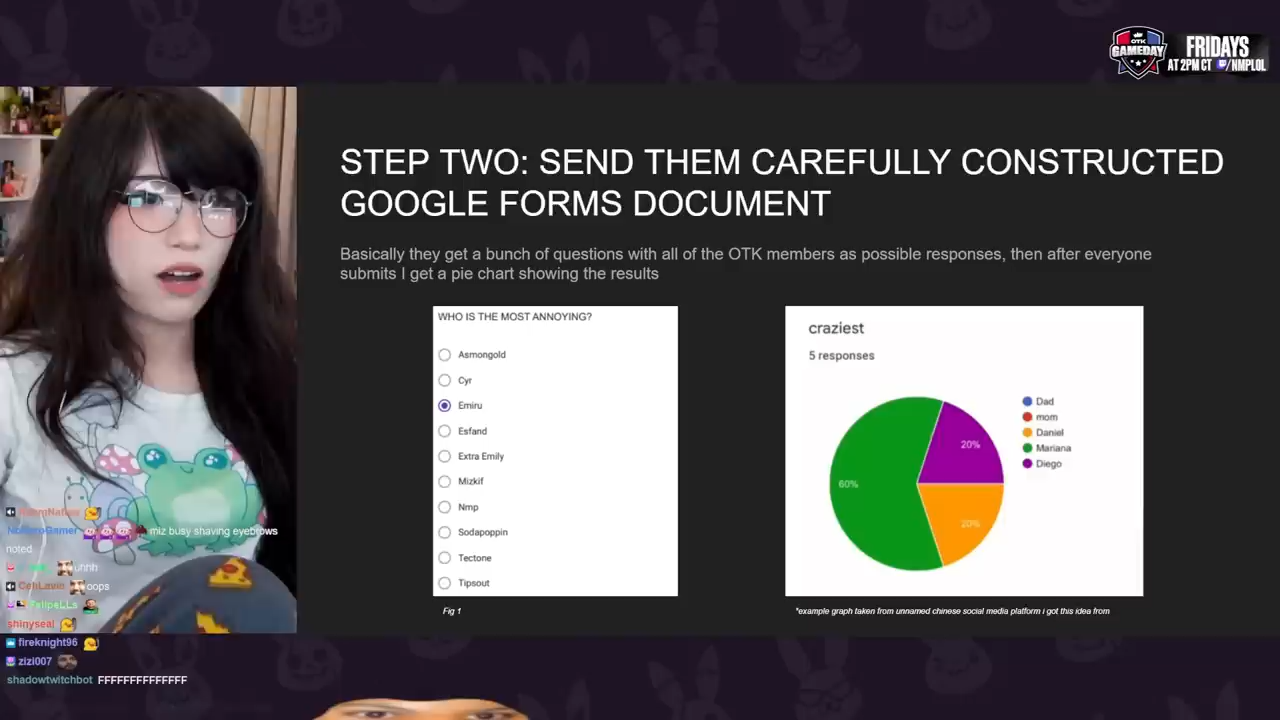 OTK
GAMEDAY
FRIDAYS
AT 2PM CT /NMPLOL
STEP TWO: SEND THEM CAREFULLY CONSTRUCTED
GOOGLE FORMS DOCUMENT
Basically they get a bunch of questions with all of the OTK members as possible responses, then after everyone
submits I get a pie chart showing the results
WHO IS THE MOST ANNOYING?
Asmongold
Cyr
Emiru
Esfand
Extra Emily
Mizkif
Nmp
Sodapoppin
Tectone
Tipsout
Fig 1
craziest
5 responses
60%
20%
20%
Dad
mom
Daniel
Mariana
Diego
*example graph taken from unnamed chinese social media platform i got this idea from
miz busy shaving eyebrows
noted
uhhh
oops
FelipeLLs
shinyseal
fireknight96
zizi007
shadowtwitchbot FFFFFFFFFFFFFF